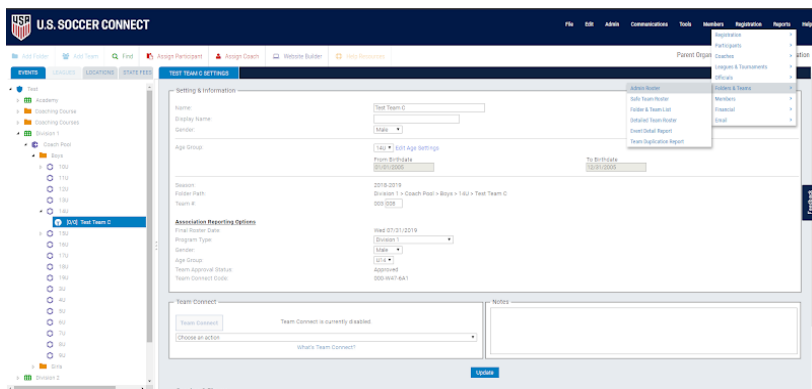 U.S. SOCCER CONNECT
File Edit Admin Communications Tools Members Registration Reports Help
Add Folder Add Team Find Assign Participant Assign Coach Website Builder Help Resources
Parent Organ
ation
EVENTS LEAGUES LOCATIONS STATE FEES
TEST TEAM C SETTINGS
Registration
Participants
Coaches
Leagues & Tournaments
Officials
Folders & Teams
Members
Financial
Email
Admin Roster
Safe Team Roster
Folder & Team List
Detailed Team Roster
Event Detail Report
Team Duplication Report
Test
Academy
Coaching Course
Coaching Courses
Division 1
Coach Pool
Boys
10U
11U
12U
13U
14U
[0/0] Test Team C
15U
16U
17U
18U
19U
3U
4U
5U
6U
7U
8U
9U
Girls
Division 2
Setting & Information
Name: Test Team C
Display Name:
Gender: Male
Age Group: 14U Edit Age Settings
From Birthdate To Birthdate
01/01/2005 12/31/2005
Season: 2018-2019
Folder Path: Division 1 > Coach Pool > Boys > 14U > Test Team C
Team #:
Association Reporting Options
Final Roster Date: Wed 07/31/2019
Program Type: Division 1
Gender: Male
Age Group: U14
Team Approval Status: Approved
Team Connect Code:
Team Connect
Team Connect Team Connect is currently disabled.
Choose an action
What's Team Connect?
Notes
Update
Feedback